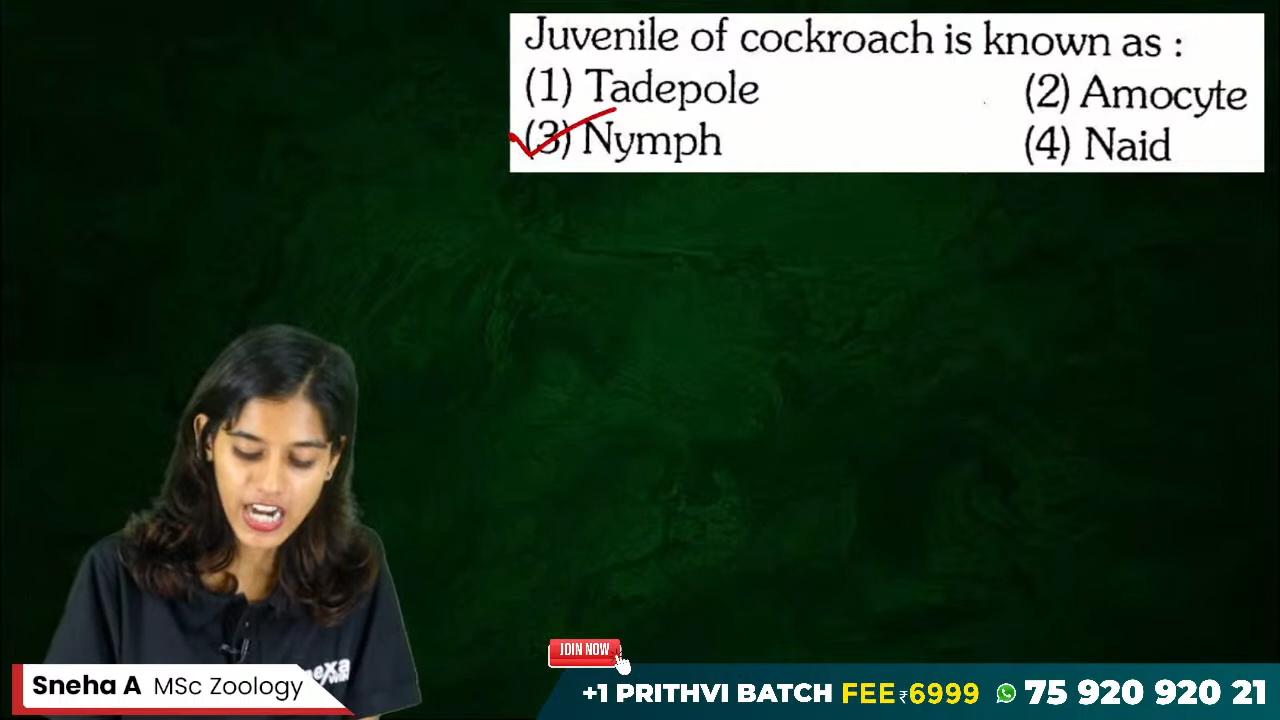 Juvenile of cockroach is known as :
(1) Tadepole (2) Amocyte
(3) Nymph (4) Naid
JOIN NOW
Sneha A MSc Zoology
+1 PRITHVI BATCH FEE ₹6999 75 920 920 21